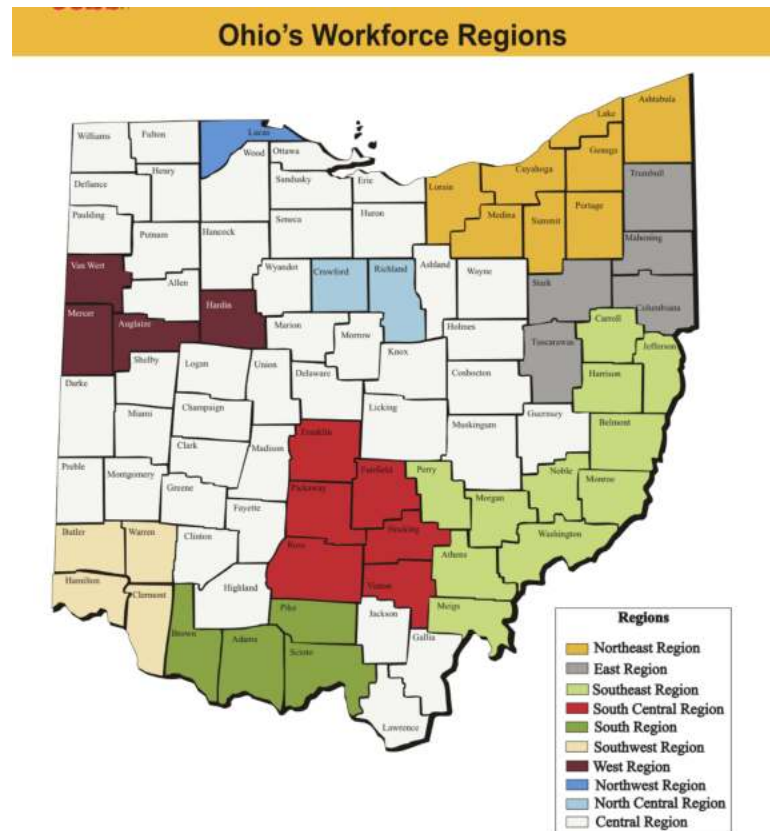 Ohio's Workforce Regions
Ashtabula
Lake
Lucas
Fulton
Williams
Geauga
Ottawa
Wood
Cuyahoga
Henry
Trumbull
Sandusky
Erie
Defiance
Lorain
Portage
Medina
Summit
Paulding
Huron
Seneca
Hancock
Putnam
Mahoning
Ashland
Wayne
Van Wert
Wyandot
Crawford
Richland
Stark
Allen
Columbiana
Hardin
Mercer
Carroll
Auglaize
Marion
Holmes
Morrow
Tuscarawas
Jefferson
Knox
Shelby
Logan
Union
Delaware
Coshocton
Harrison
Darke
Champaign
Licking
Miami
Guernsey
Belmont
Muskingum
Franklin
Clark
Madison
Preble
Montgomery
Fairfield
Perry
Noble
Monroe
Greene
Pickaway
Morgan
Fayette
Hocking
Washington
Butler
Warren
Clinton
Ross
Athens
Hamilton
Clermont
Highland
Vinton
Pike
Jackson
Meigs
Brown
Adams
Gallia
Scioto
Lawrence
Regions
Northeast Region
East Region
Southeast Region
South Central Region
South Region
Southwest Region
West Region
Northwest Region
North Central Region
Central Region